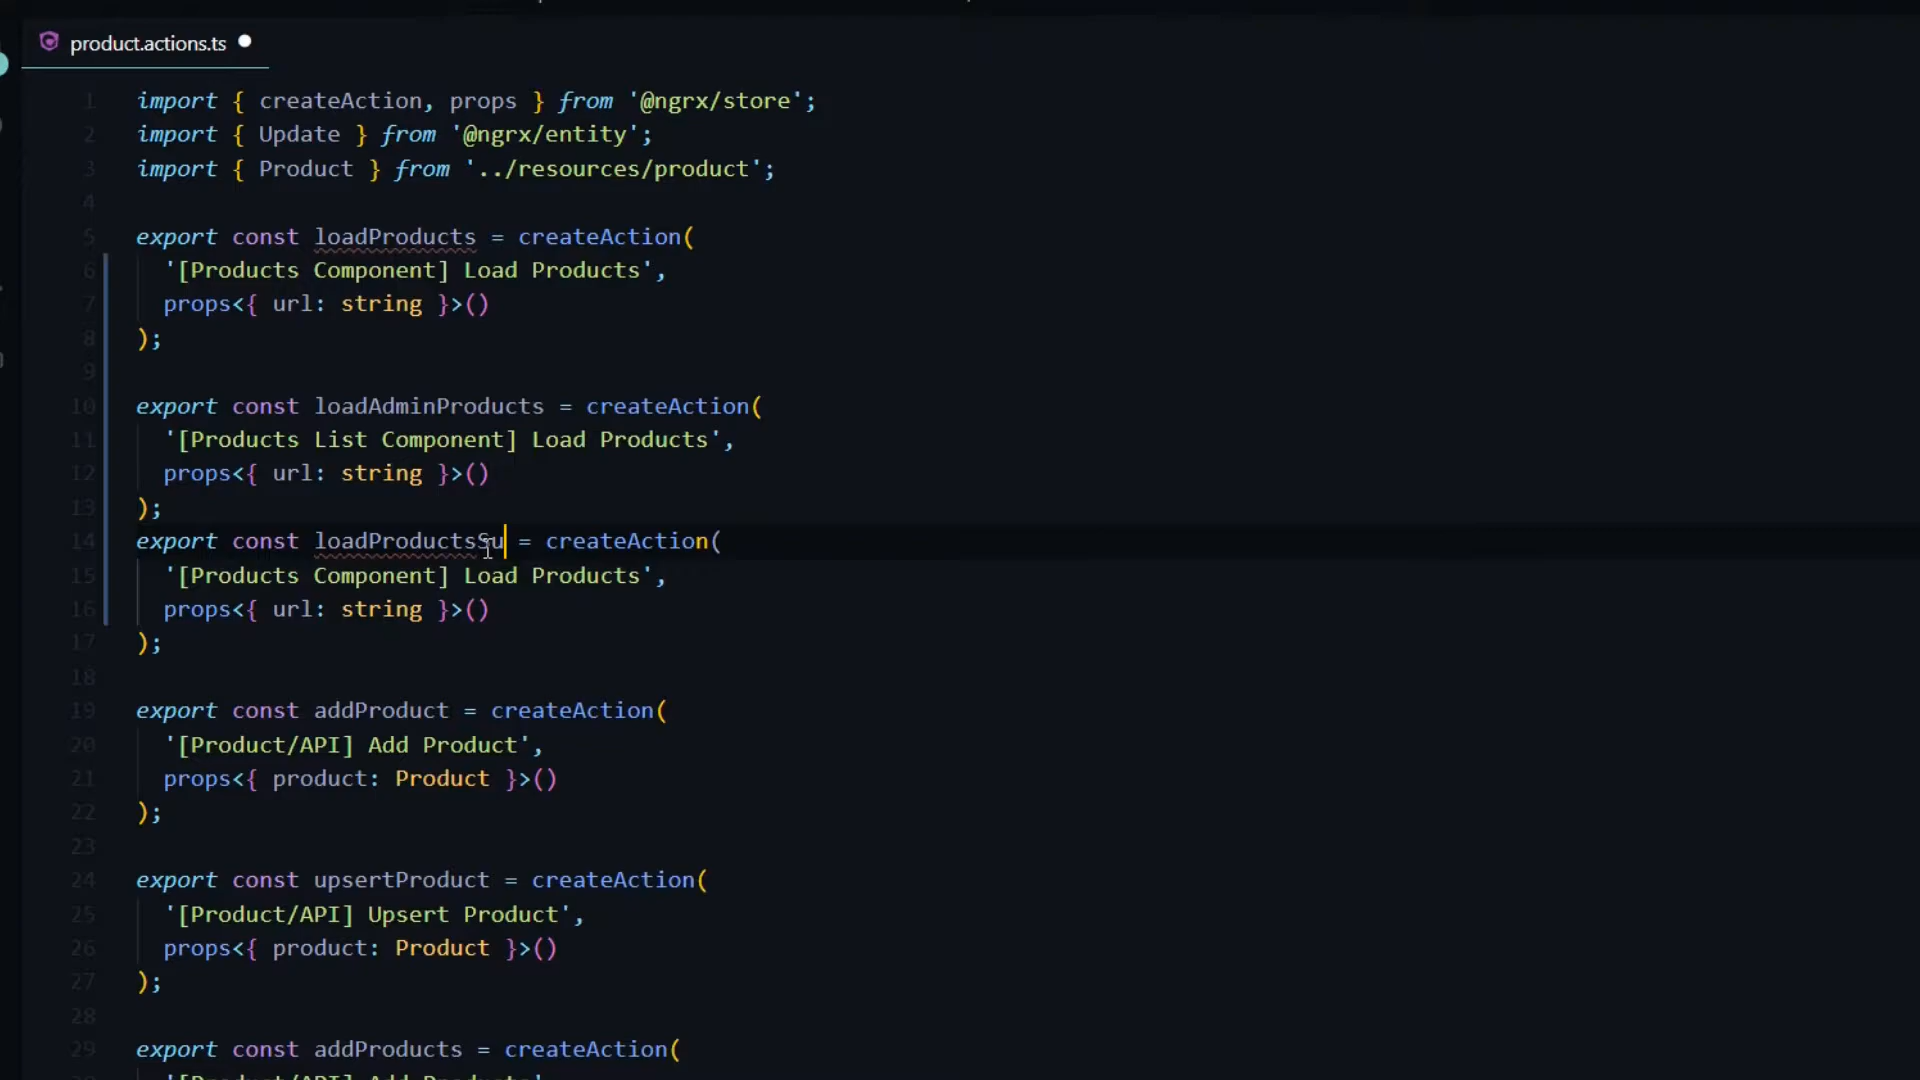 product.actions.ts
1 import { createAction, props } from '@ngrx/store';
2 import { Update } from '@ngrx/entity';
3 import { Product } from '../resources/product';
4
5 export const loadProducts = createAction(
6 '[Products Component] Load Products',
7 props<{ url: string }>()
8 );
9
10 export const loadAdminProducts = createAction(
11 '[Products List Component] Load Products',
12 props<{ url: string }>()
13 );
14 export const loadProductsSu = createAction(
15 '[Products Component] Load Products',
16 props<{ url: string }>()
17 );
18
19 export const addProduct = createAction(
20 '[Product/API] Add Product',
21 props<{ product: Product }>()
22 );
23
24 export const upsertProduct = createAction(
25 '[Product/API] Upsert Product',
26 props<{ product: Product }>()
27 );
28
29 export const addProducts = createAction(
'[Product/API] Add Products'